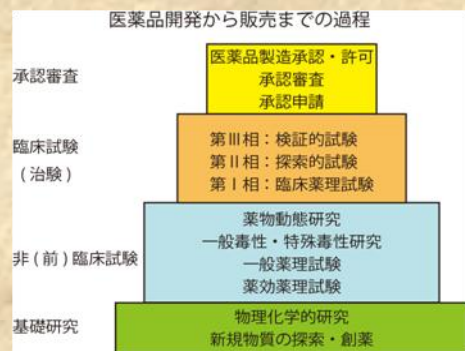 医薬品開発から販売までの過程
承認審査
医薬品製造承認・許可
承認審査
承認申請
臨床試験
(治験)
第Ⅲ相：検証的試験
第Ⅱ相：探索的試験
第Ⅰ相：臨床薬理試験
非(前)臨床試験
薬物動態研究
一般毒性・特殊毒性研究
一般薬理試験
薬効薬理試験
基礎研究
物理化学的研究
新規物質の探索・創薬